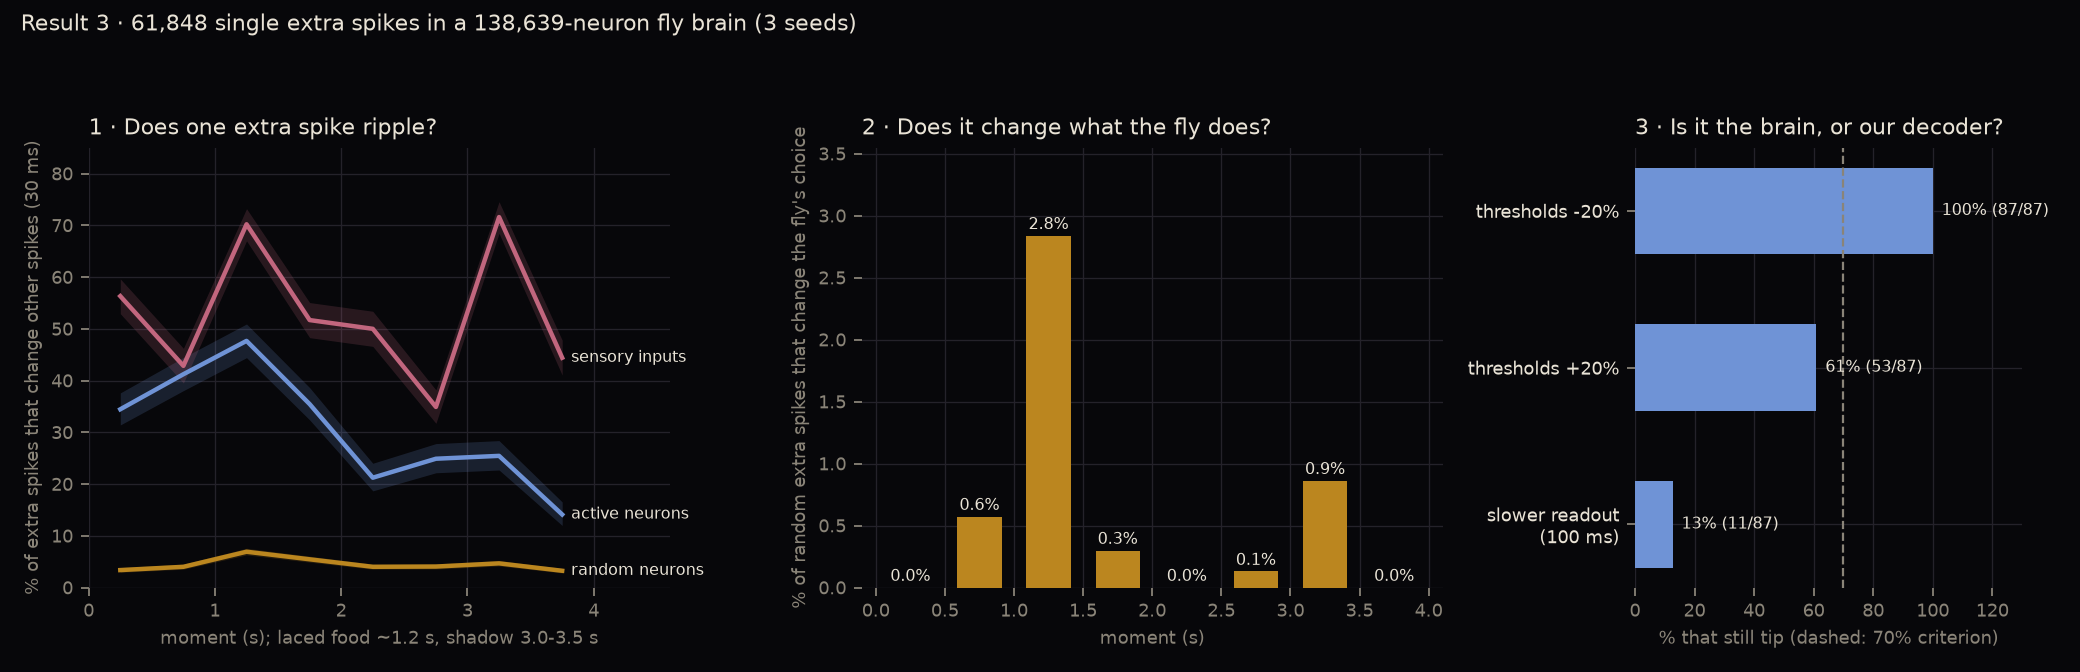 Result 3 · 61,848 single extra spikes in a 138,639-neuron fly brain (3 seeds)
1 · Does one extra spike ripple?
% of extra spikes that change other spikes (30 ms)
80
70
60
50
40
30
20
10
0
sensory inputs
active neurons
random neurons
0 1 2 3 4
moment (s); laced food ~1.2 s, shadow 3.0-3.5 s
2 · Does it change what the fly does?
% of random extra spikes that change the fly's choice
3.5
3.0
2.5
2.0
1.5
1.0
0.5
0.0
0.0% 0.6% 2.8% 0.3% 0.0% 0.1% 0.9% 0.0%
0.0 0.5 1.0 1.5 2.0 2.5 3.0 3.5 4.0
moment (s)
3 · Is it the brain, or our decoder?
thresholds -20%
100% (87/87)
thresholds +20%
61% (53/87)
slower readout
(100 ms)
13% (11/87)
0 20 40 60 80 100 120
% that still tip (dashed: 70% criterion)